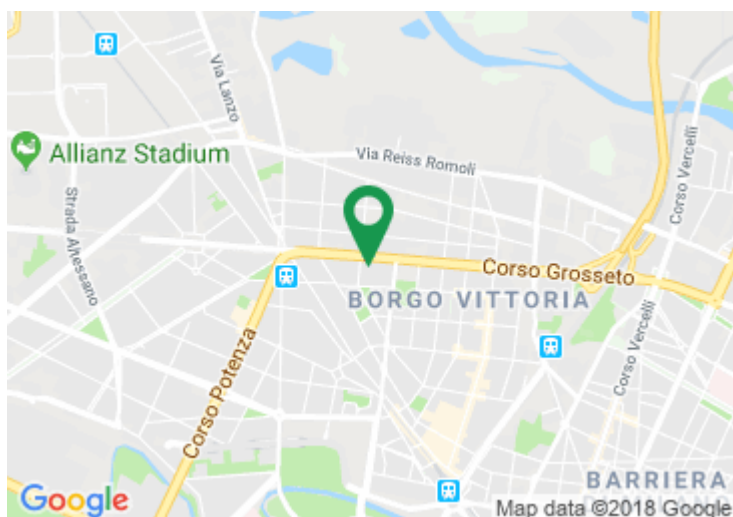 Via Lanzo
Allianz Stadium
Via Reiss Romoli
Corso Vercelli
Strada Altessano
Corso Grosseto
BORGO VITTORIA
Corso Potenza
Corso Vercelli
BARRIERA
Google
Map data ©2018 Google